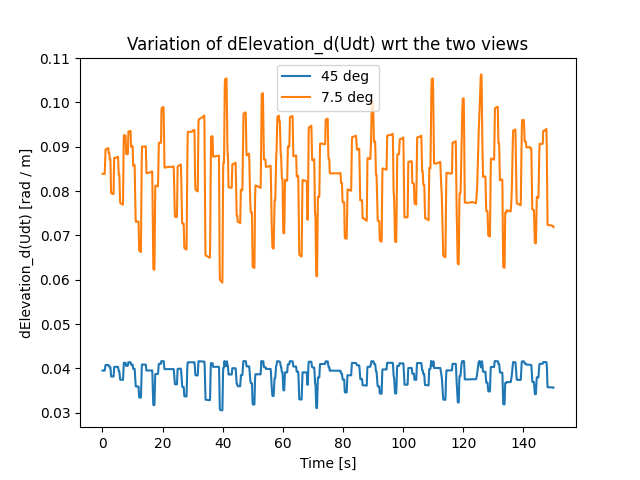 Variation of dElevation_d(Udt) wrt the two views
45 deg
7.5 deg
dElevation_d(Udt) [rad / m]
0.11
0.10
0.09
0.08
0.07
0.06
0.05
0.04
0.03
0 20 40 60 80 100 120 140
Time [s]